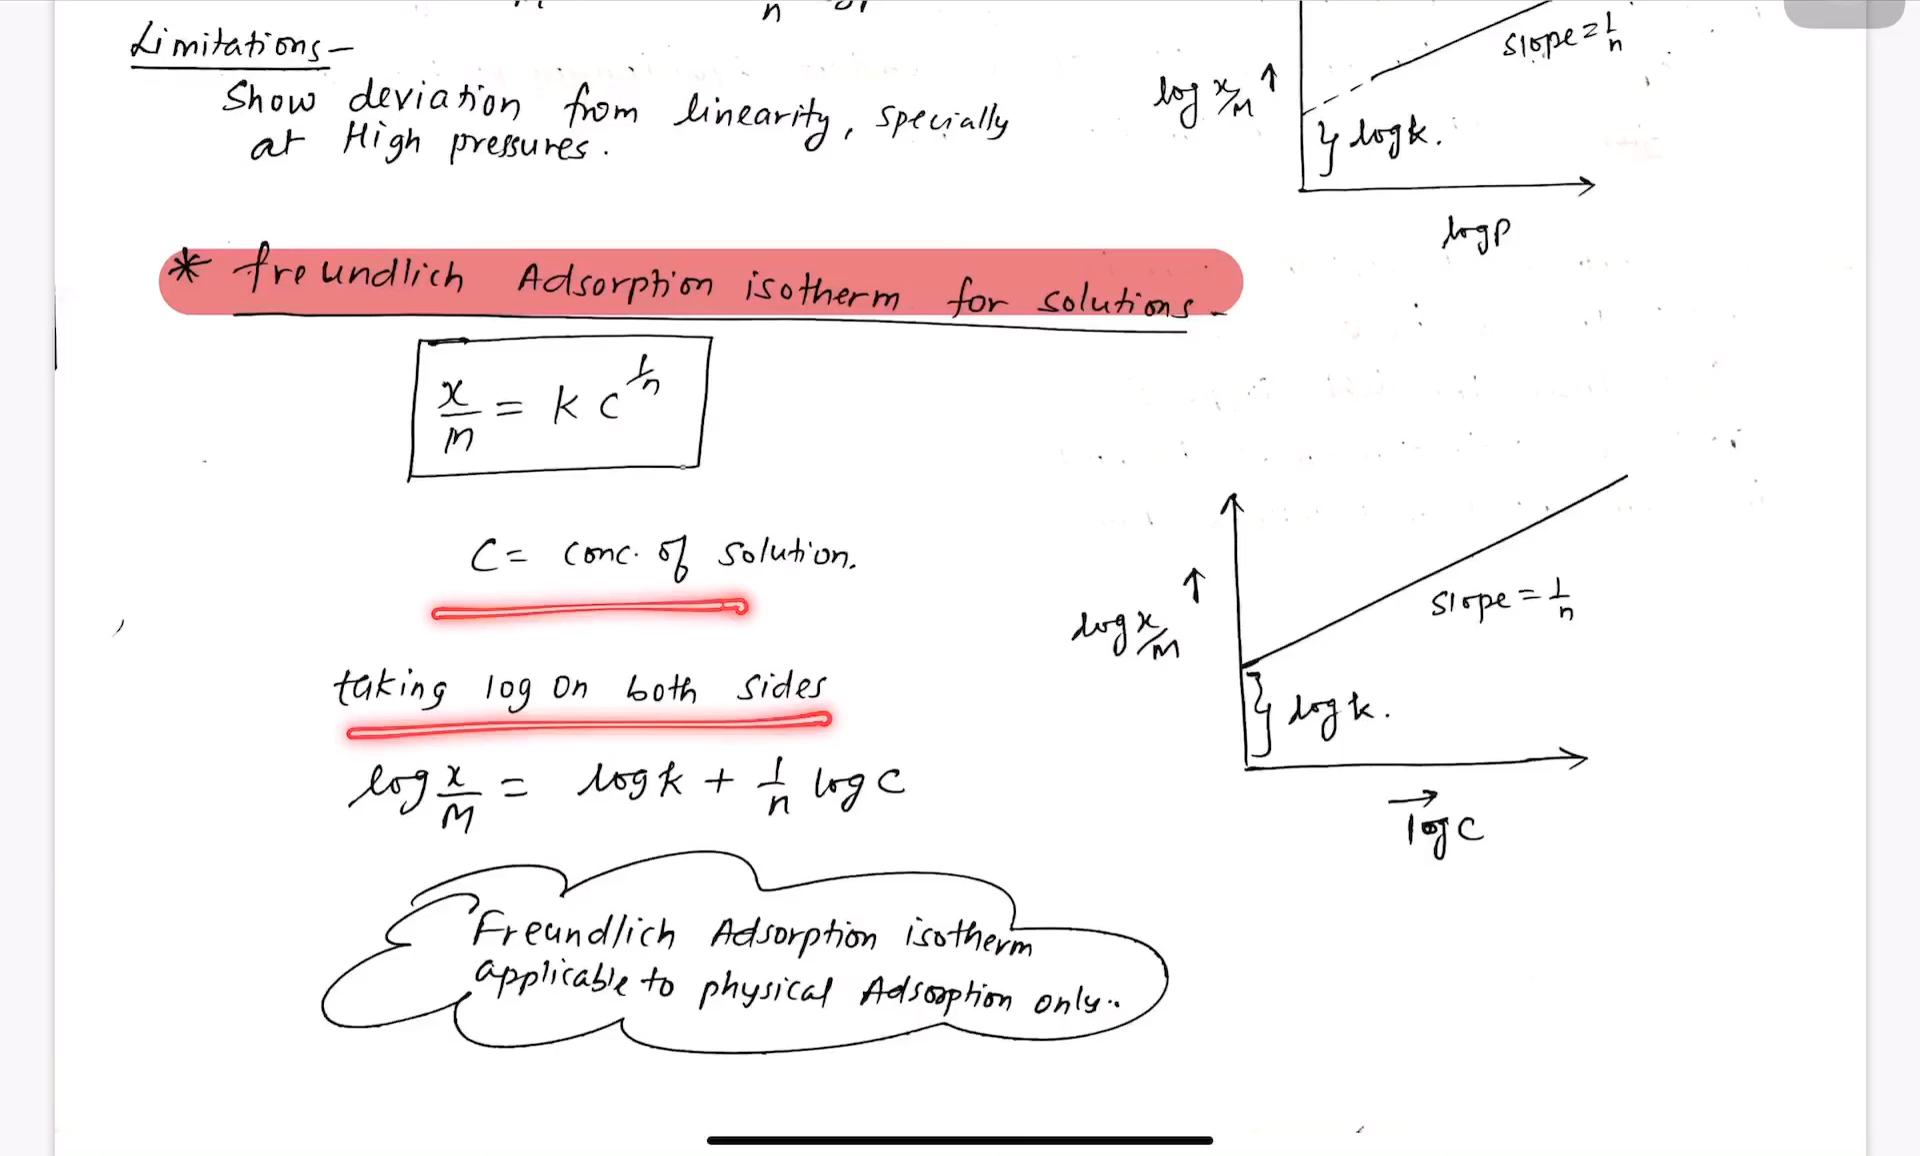 Limitations-
Show deviation from linearity, specially
at High pressures.
slope=1/n
log x/M ↑
} log k.
log P
* freundlich Adsorption isotherm for solutions -
x/m = k c^1/n
C = conc. of solution.
taking log on both sides
log x/M = log k + 1/n log C
↑
log x/m
slope = 1/n
} log k.
→
log C
Freundlich Adsorption isotherm
applicable to physical Adsorption only..